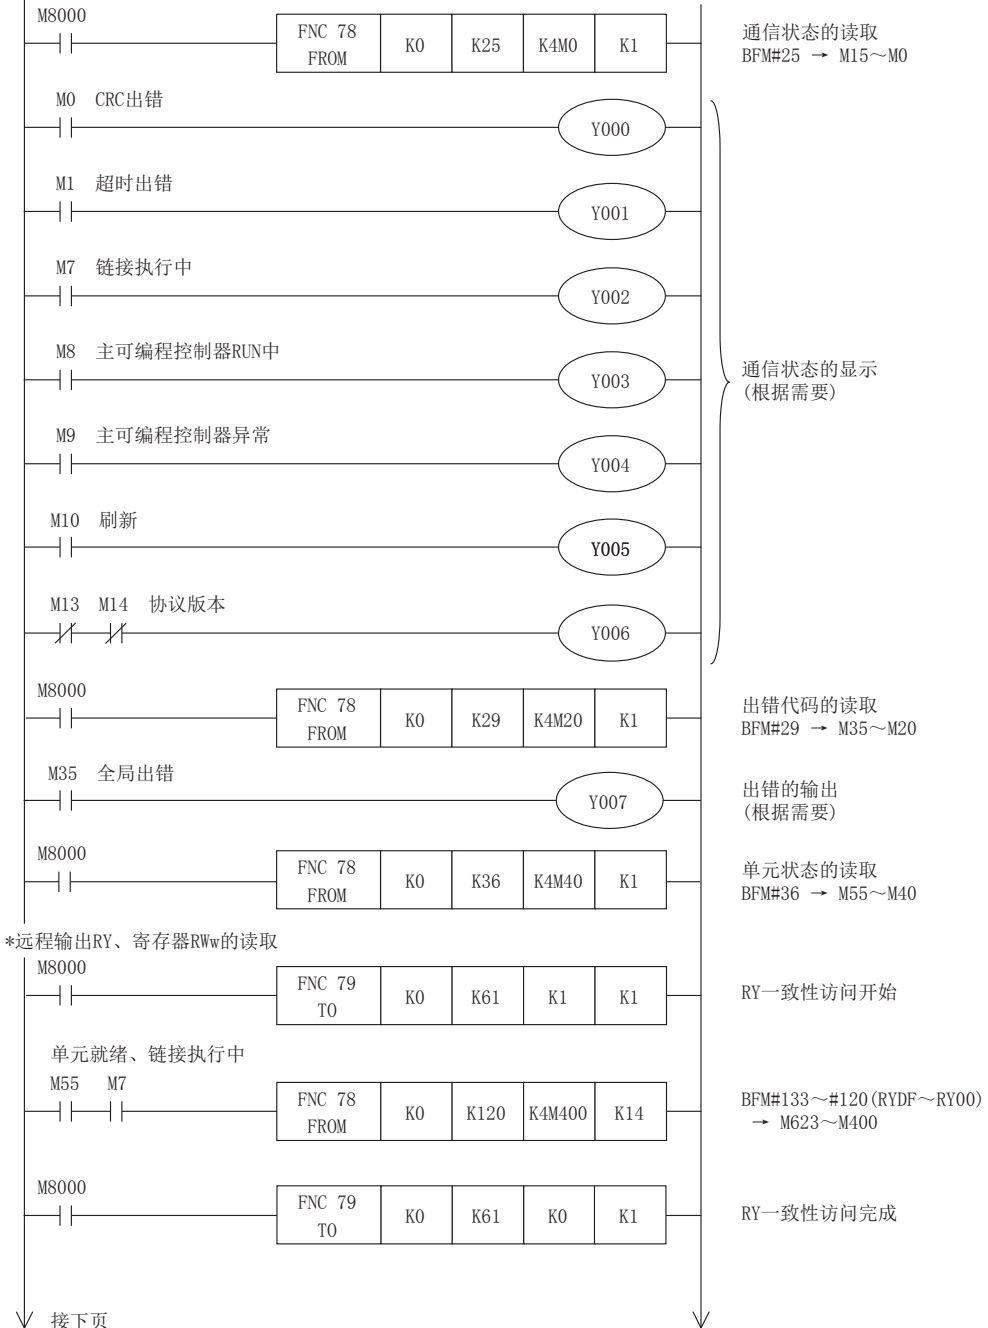 M8000
FNC 78
FROM
K0
K25
K4M0
K1
通信状态的读取
BFM#25 → M15～M0
M0 CRC出错
Y000
M1 超时出错
Y001
M7 链接执行中
Y002
M8 主可编程控制器RUN中
Y003
通信状态的显示
(根据需要)
M9 主可编程控制器异常
Y004
M10 刷新
Y005
M13 M14 协议版本
Y006
M8000
FNC 78
FROM
K0
K29
K4M20
K1
出错代码的读取
BFM#29 → M35～M20
M35 全局出错
Y007
出错的输出
(根据需要)
M8000
FNC 78
FROM
K0
K36
K4M40
K1
单元状态的读取
BFM#36 → M55～M40
*远程输出RY、寄存器RWw的读取
M8000
FNC 79
TO
K0
K61
K1
K1
RY一致性访问开始
单元就绪、链接执行中
M55 M7
FNC 78
FROM
K0
K120
K4M400
K14
BFM#133～#120(RYDF～RY00)
→ M623～M400
M8000
FNC 79
TO
K0
K61
K0
K1
RY一致性访问完成
接下页